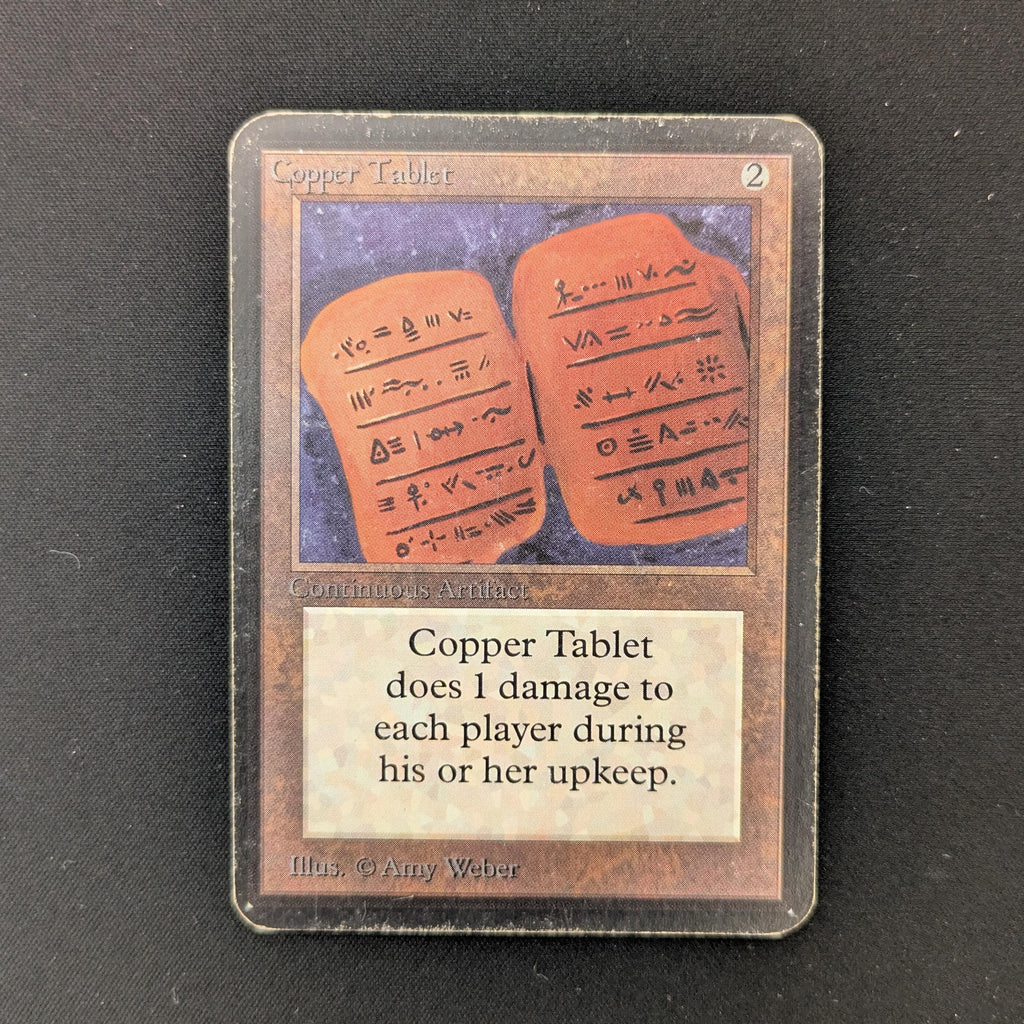 Copper Tablet 2
Continuous Artifact
Copper Tablet
does 1 damage to
each player during
his or her upkeep.
Illus. © Amy Weber